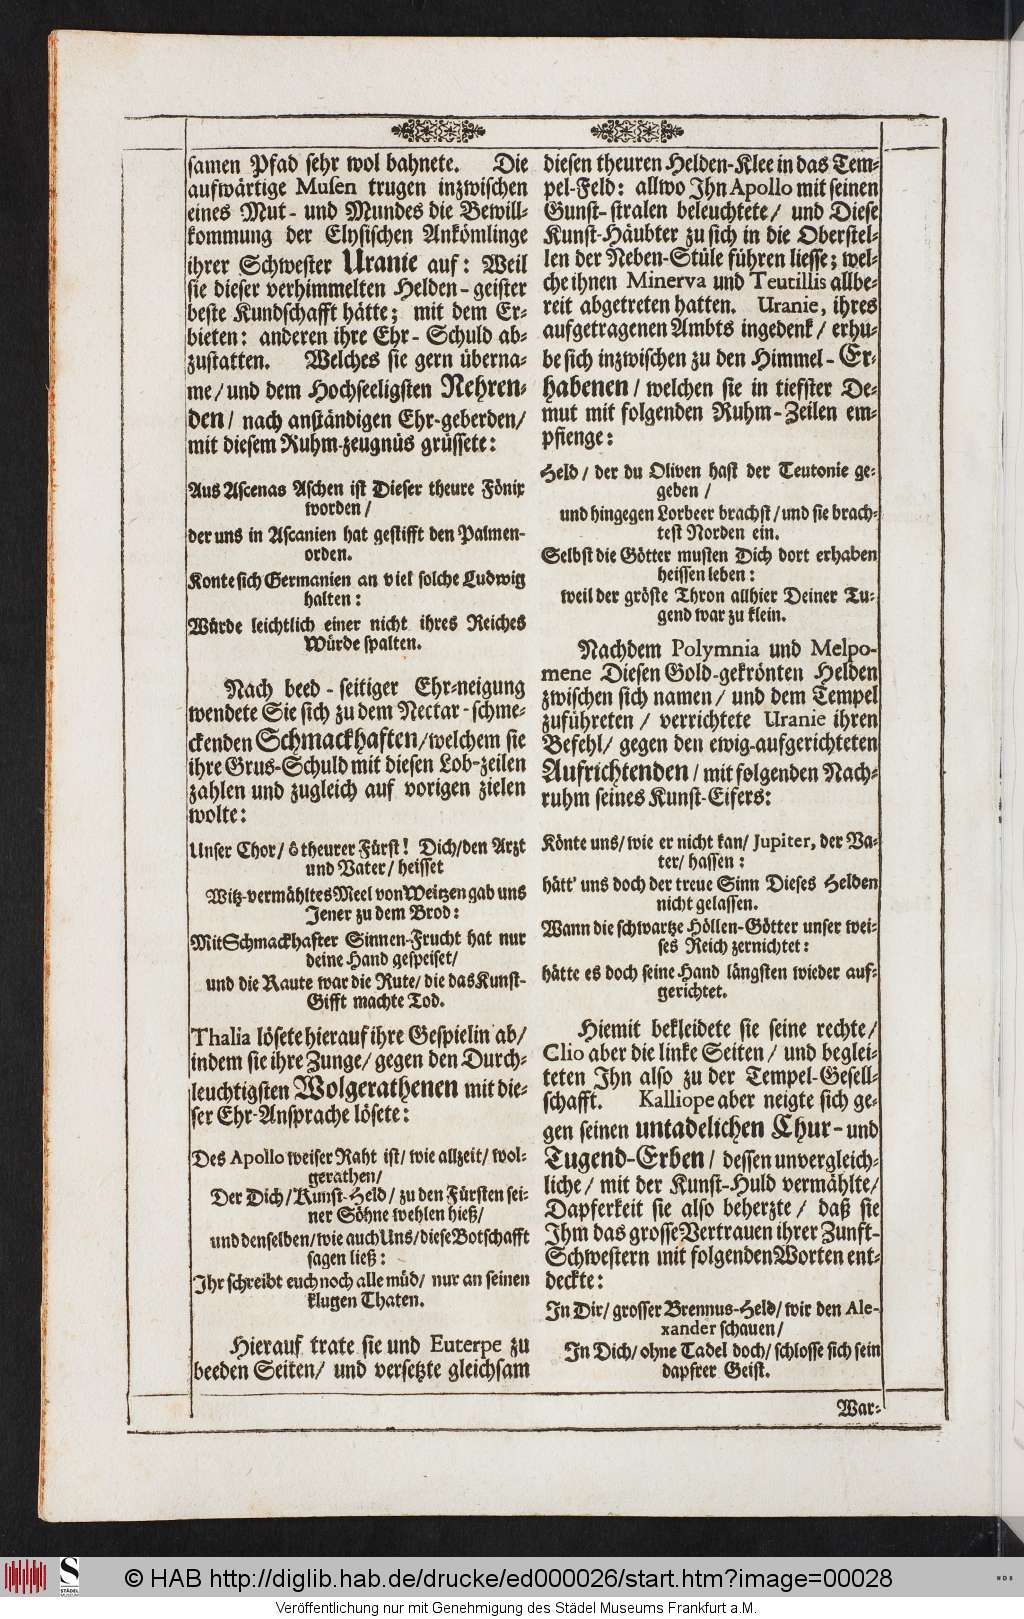 samen Pfad sehr wol bahnete. Die
aufwärtige Musen trugen inzwischen
eines Mut- und Mundes die Bewill-
kommung der Elysischen Ankömlinge
ihrer Schwester Uranie auf: Weil
sie dieser verhimmelten Helden-geister
beste Kundschafft hätte; mit dem Er-
bieten: anderen ihre Ehr-Schuld ab-
zustatten. Welches sie gern überna-
me/ und dem Hochseeligsten Nehren-
den/ nach anständigen Ehr-geberden/
mit diesem Ruhm-zeugnüs grüssete:
Aus Ascenas Aschen ist Dieser theure Fönix
worden/
der uns in Ascanien hat gestifft den Palmen-
orden.
Konte sich Germanien an viel solche Ludwig
halten:
Würde leichtlich einer nicht ihres Reiches
Würde spalten.
Nach beed-seitiger Ehr-neigung
wendete Sie sich zu dem Nectar-schme-
ckenden Schmackhaften/ welchem sie
ihre Grus-Schuld mit diesen Lob-zeilen
zahlen und zugleich auf vorigen zielen
wolte:
Unser Chor/ ô theurer Fürst! Dich/ den Arzt
und Vater/ heisset
Witz-vermähltes Meel von Weitzen gab uns
Jener zu dem Brod:
Mit Schmackhafter Sinnen-Frucht hat nur
deine Hand gespeiset/
und die Raute war die Rute/ die das Kunst-
Gifft machte Tod.
Thalia lösete hierauf ihre Gespielin ab/
indem sie ihre Zunge/ gegen den Durch-
leuchtigsten Wolgerathenen mit die-
ser Ehr-Ansprache lösete:
Des Apollo weiser Raht ist/ wie allzeit/ wol-
gerathen/
Der Dich/ Kunst-Held/ zu den Fürsten sei-
ner Söhne wehlen hieß/
und denselben/ wie auch Uns/ diese Botschafft
sagen ließ:
Ihr schreibt euch noch alle müd/ nur an seinen
klugen Thaten.
Hierauf trate sie und Euterpe zu
beeden Seiten/ und versetzte gleichsam
diesen theuren Helden-Klee in das Tem-
pel-Feld: allwo Ihn Apollo mit seinen
Gunst-stralen beleuchtete/ und Diese
Kunst-Häubter zu sich in die Oberstel-
len der Neben-Stüle führen liesse; wel-
che ihnen Minerva und Teutillis allbe-
reit abgetreten hatten. Uranie, ihres
aufgetragenen Ambts ingedenk/ erhu-
be sich inzwischen zu den Himmel-Er-
habenen/ welchen sie in tiefster De-
mut mit folgenden Ruhm-Zeilen em-
pfienge:
Held/ der du Oliven hast der Teutonie ge-
geben/
und hingegen Lorbeer brachst/ und sie brach-
test Norden ein.
Selbst die Götter musten Dich dort erhaben
heissen leben:
weil der gröste Thron allhier Deiner Tu-
gend war zu klein.
Nachdem Polymnia und Melpo-
mene Diesen Gold-gekrönten Helden
zwischen sich namen/ und dem Tempel
zuführeten/ verrichtete Uranie ihren
Befehl/ gegen den ewig-aufgerichteten
Aufrichtenden/ mit folgenden Nach-
ruhm seines Kunst-Eifers:
Könte uns/ wie er nicht kan/ Jupiter, der Va-
ter/ hassen:
hätt' uns doch der treue Sinn Dieses Helden
nicht gelassen.
Wann die schwartze Höllen-Götter unser wei-
ses Reich zernichtet:
hätte es doch seine Hand längsten wieder auf-
gerichtet.
Hiemit bekleidete sie seine rechte/
Clio aber die linke Seiten/ und beglei-
teten Ihn also zu der Tempel-Gesell-
schafft. Kalliope aber neigte sich ge-
gen seinen untadelichen Chur- und
Tugend-Erben/ dessen unvergleich-
liche/ mit der Kunst-Huld vermählte/
Dapferkeit sie also beherzte/ daß sie
Ihm das grosse Vertrauen ihrer Zunft-
Schwestern mit folgenden Worten ent-
deckte:
In Dir/ grosser Brennus-Held/ wir den Ale-
xander schauen/
In Dich/ ohne Tadel doch/ schlosse sich sein
dapfrer Geist.
War-
STÄDEL MUSEUM
© HAB http://diglib.hab.de/drucke/ed000026/start.htm?image=00028
WDB
Veröffentlichung nur mit Genehmigung des Städel Museums Frankfurt a.M.